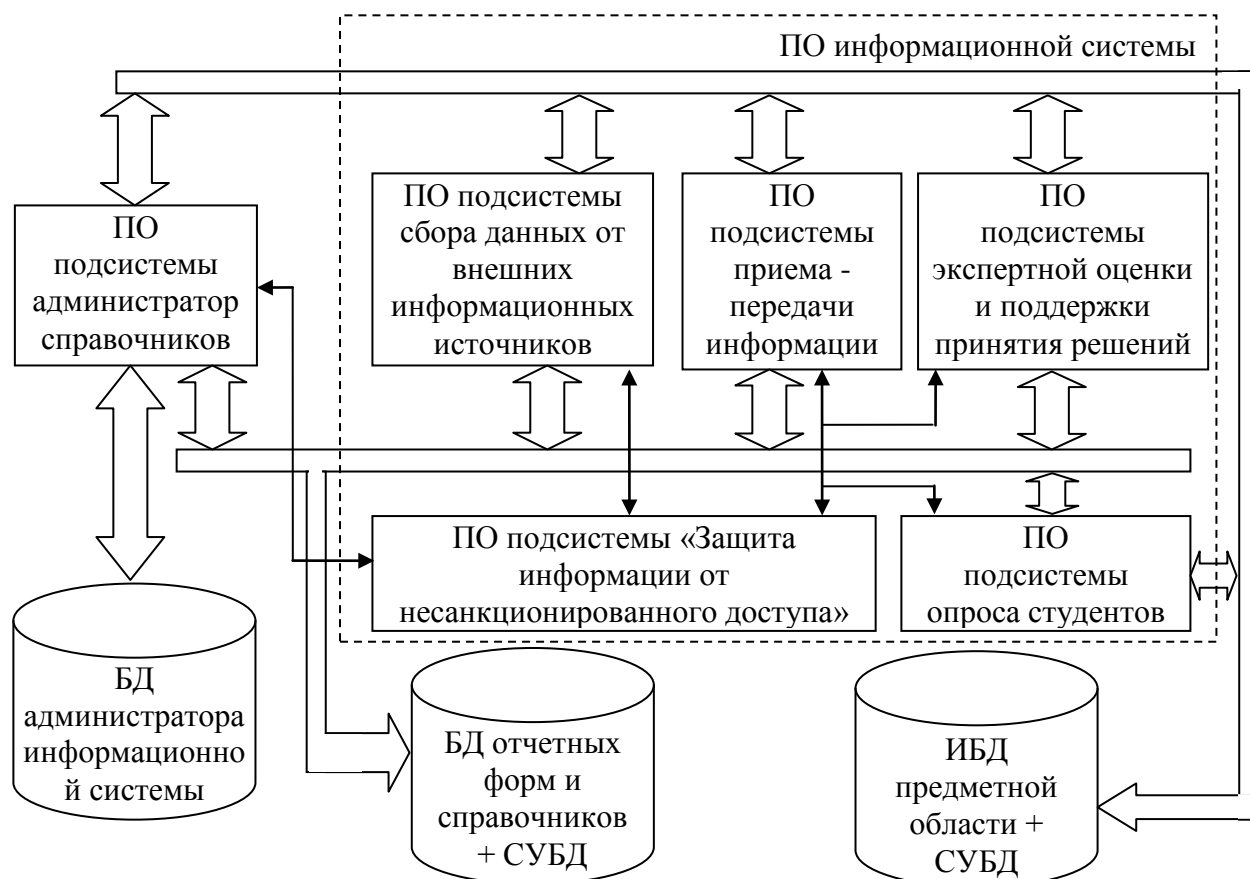 ПО информационной системы
ПО
подсистемы
администратор
справочников
ПО подсистемы
сбора данных от
внешних
информационных
источников
ПО
подсистемы
приема -
передачи
информации
ПО
подсистемы
экспертной оценки
и поддержки
принятия решений
ПО подсистемы «Защита
информации от
несанкционированного доступа»
ПО
подсистемы
опроса студентов
БД
администратора
информационно
й системы
БД отчетных
форм и
справочников
+ СУБД
ИБД
предметной
области +
СУБД